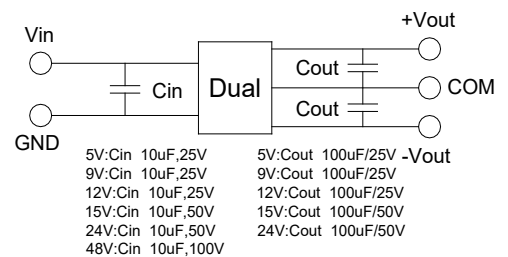 +Vout
Vin
Cout
Cin
Dual
COM
Cout
GND
-Vout
5V:Cin 10uF,25V
9V:Cin 10uF,25V
12V:Cin 10uF,25V
15V:Cin 10uF,50V
24V:Cin 10uF,50V
48V:Cin 10uF,100V
5V:Cout 100uF/25V
9V:Cout 100uF/25V
12V:Cout 100uF/25V
15V:Cout 100uF/50V
24V:Cout 100uF/50V